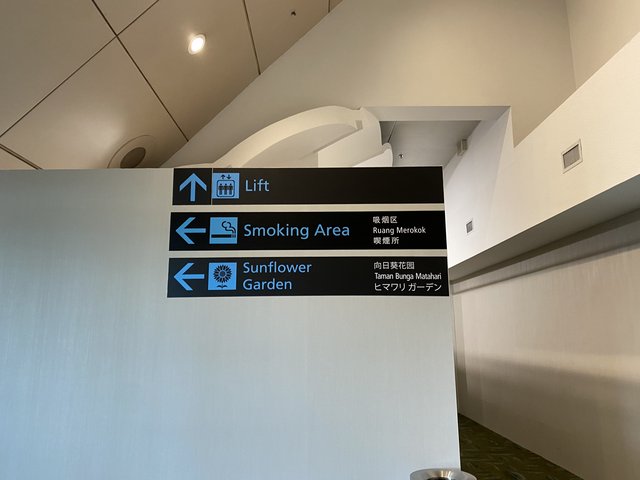 Lift
Smoking Area
吸烟区
Ruang Merokok
喫煙所
Sunflower
Garden
向日葵花园
Taman Bunga Matahari
ヒマワリ ガーデン